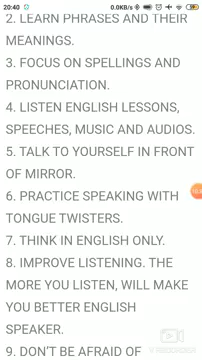 20:40
0.0KB/s
2. LEARN PHRASES AND THEIR
MEANINGS.
3. FOCUS ON SPELLINGS AND
PRONUNCIATION.
4. LISTEN ENGLISH LESSONS,
SPEECHES, MUSIC AND AUDIOS.
5. TALK TO YOURSELF IN FRONT
OF MIRROR.
6. PRACTICE SPEAKING WITH
TONGUE TWISTERS.
7. THINK IN ENGLISH ONLY.
8. IMPROVE LISTENING. THE
MORE YOU LISTEN, WILL MAKE
YOU BETTER ENGLISH
SPEAKER.
9. DON'T BE AFRAID OF